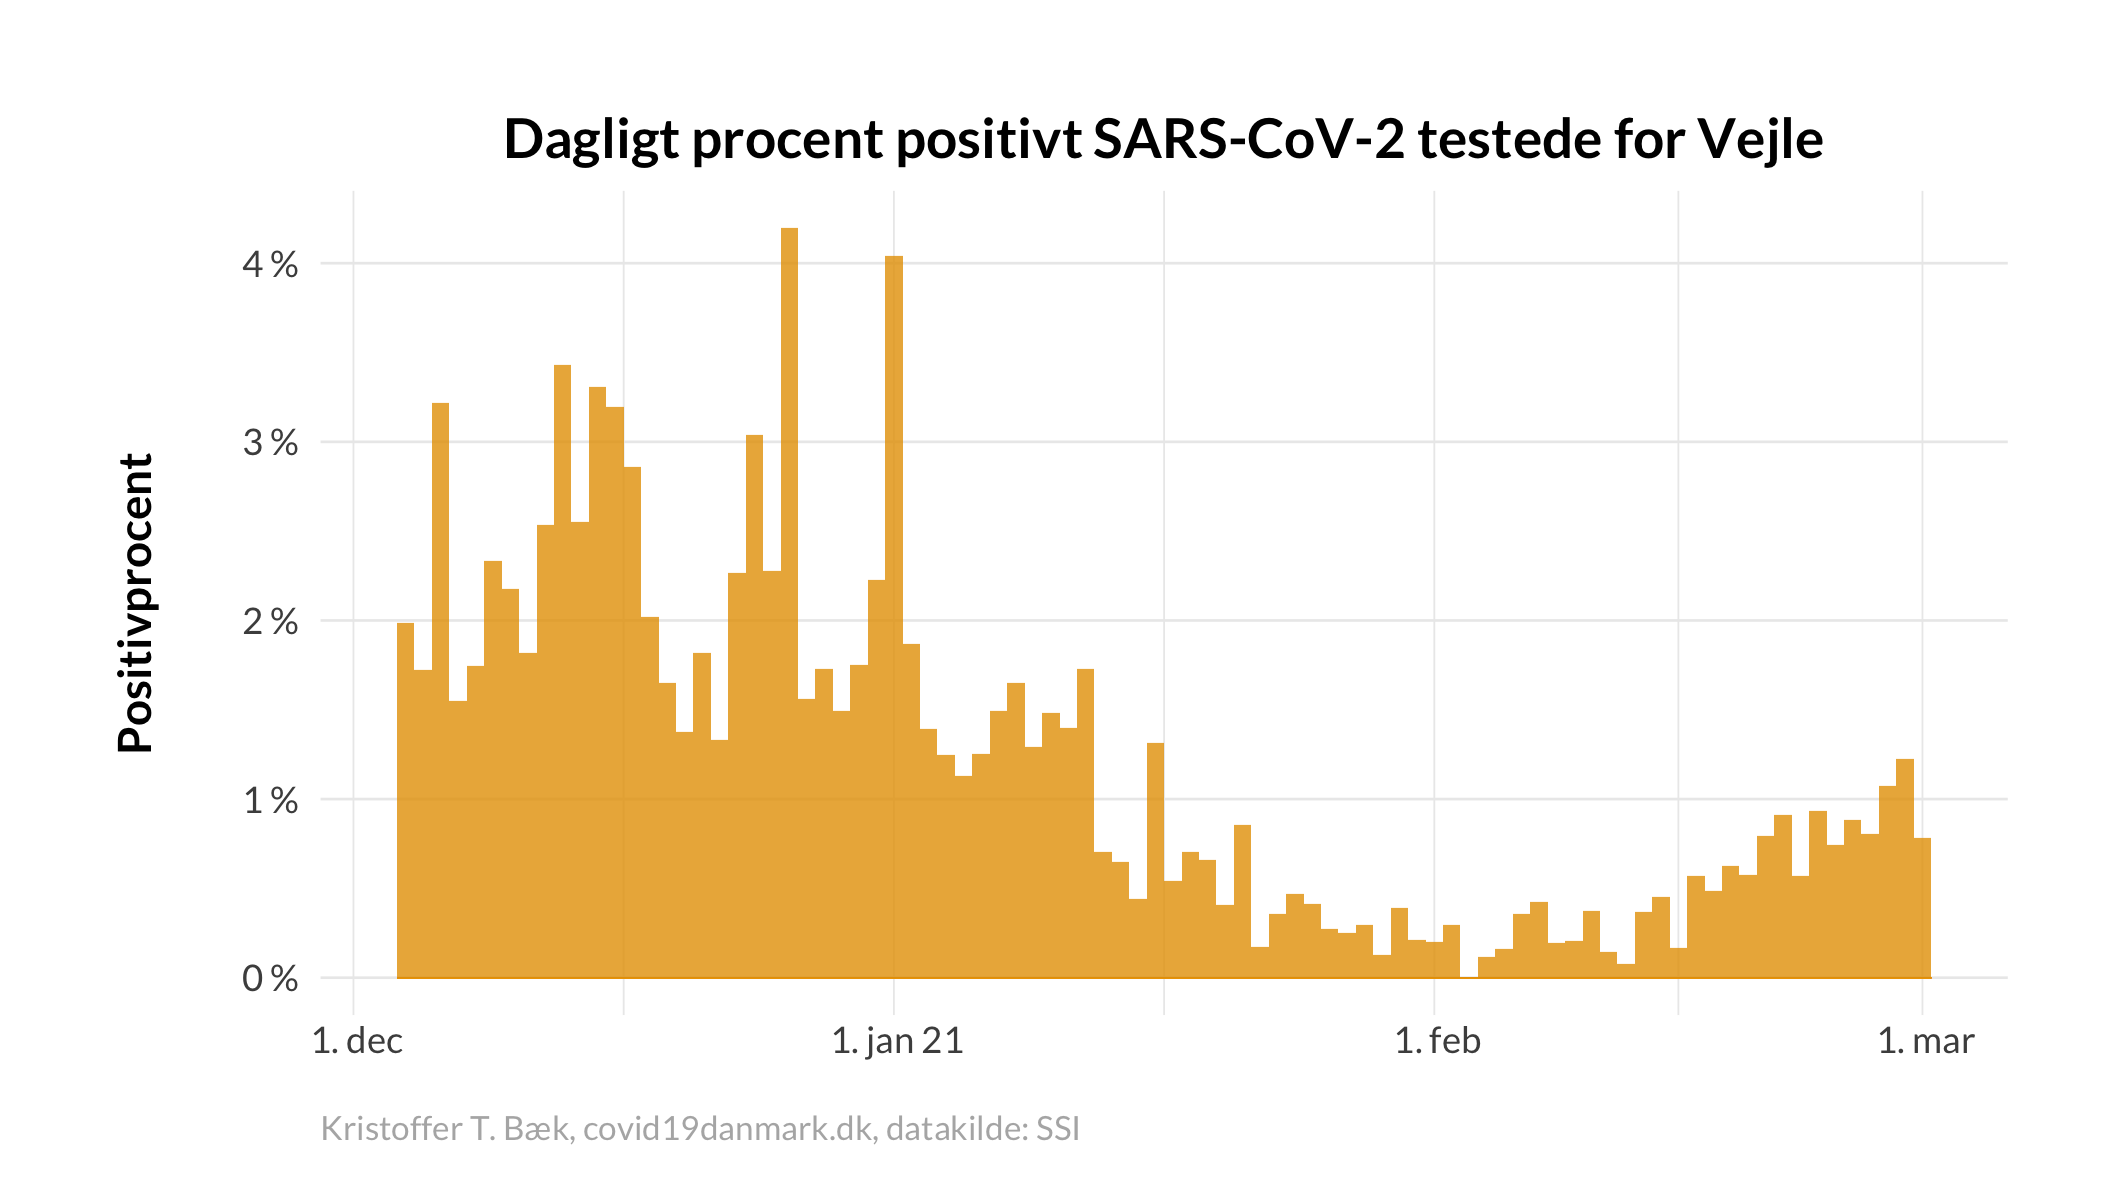 Dagligt procent positivt SARS-CoV-2 testede for Vejle
Positivprocent
4 %
3 %
2 %
1 %
0 %
1. dec
1. jan 21
1. feb
1. mar
Kristoffer T. Bæk, covid19danmark.dk, datakilde: SSI